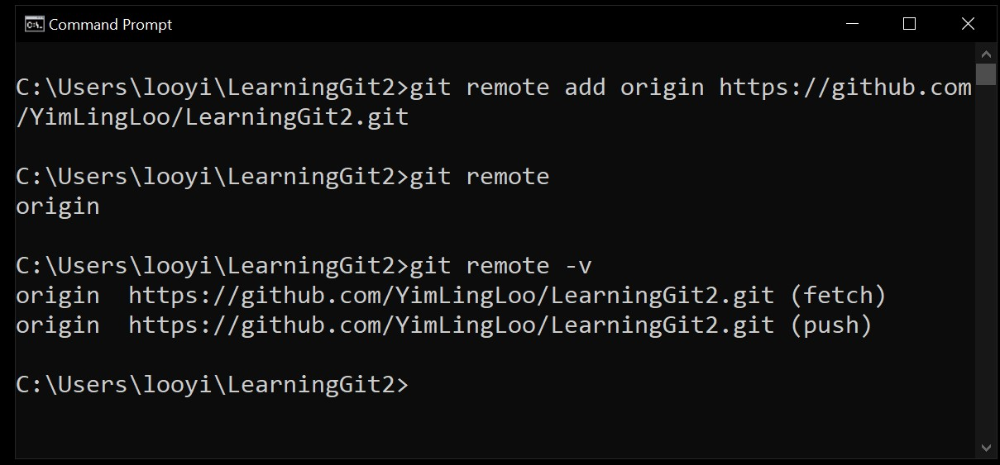 Command Prompt
C:\Users\looyi\LearningGit2>git remote add origin https://github.com
/YimLingLoo/LearningGit2.git
C:\Users\looyi\LearningGit2>git remote
origin
C:\Users\looyi\LearningGit2>git remote -v
origin  https://github.com/YimLingLoo/LearningGit2.git (fetch)
origin  https://github.com/YimLingLoo/LearningGit2.git (push)
C:\Users\looyi\LearningGit2>